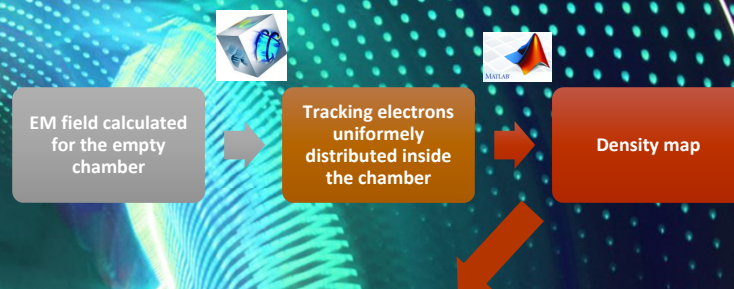 MATLAB
EM field calculated
for the empty
chamber
Tracking electrons
uniformely
distributed inside
the chamber
Density map